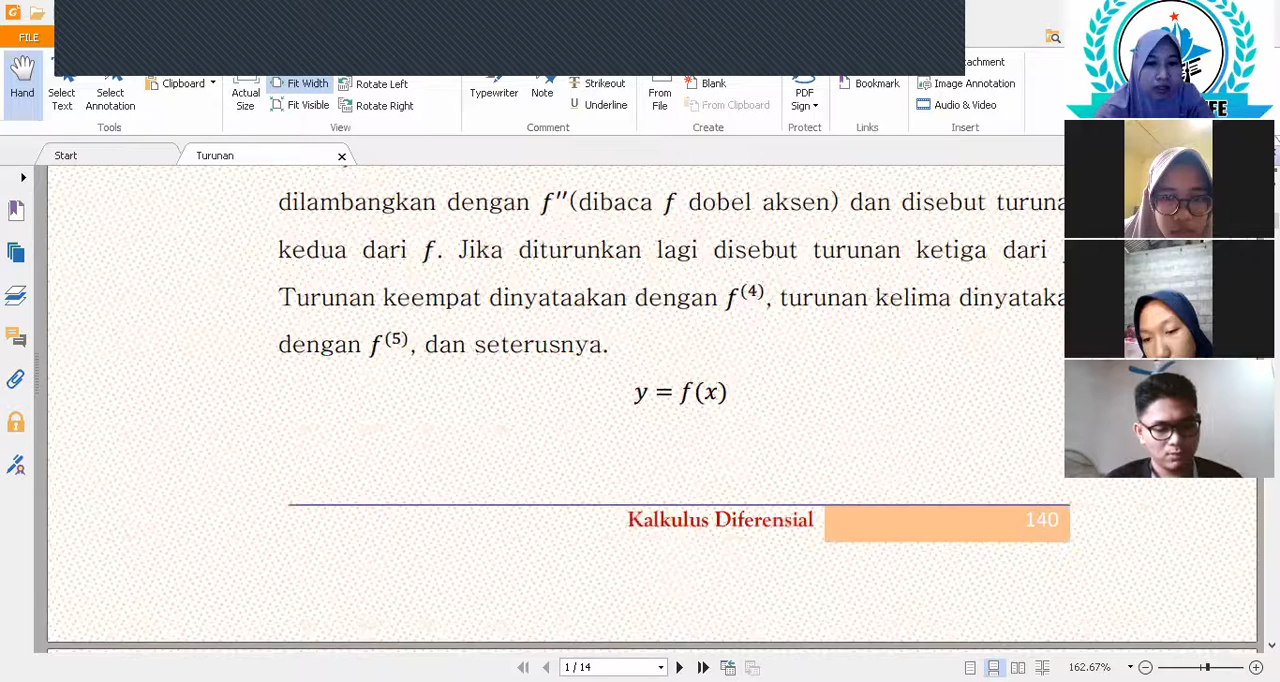 FILE
Hand
Select
Text
Select
Annotation
Clipboard
Tools
Actual
Size
Fit Width
Fit Visible
Rotate Left
Rotate Right
View
Typewriter
Note
Strikeout
Underline
Comment
From
File
Blank
From Clipboard
Create
PDF
Sign
Protect
Bookmark
Links
Image Annotation
Audio & Video
Insert
Start
Turunan
dilambangkan dengan f″(dibaca f dobel aksen) dan disebut
kedua dari f. Jika diturunkan lagi disebut turunan ketiga dari
Turunan keempat dinyataakan dengan f⁽⁴⁾, turunan kelima
dengan f⁽⁵⁾, dan seterusnya.
y = f(x)
Kalkulus Diferensial 140
1 / 14
162.67%